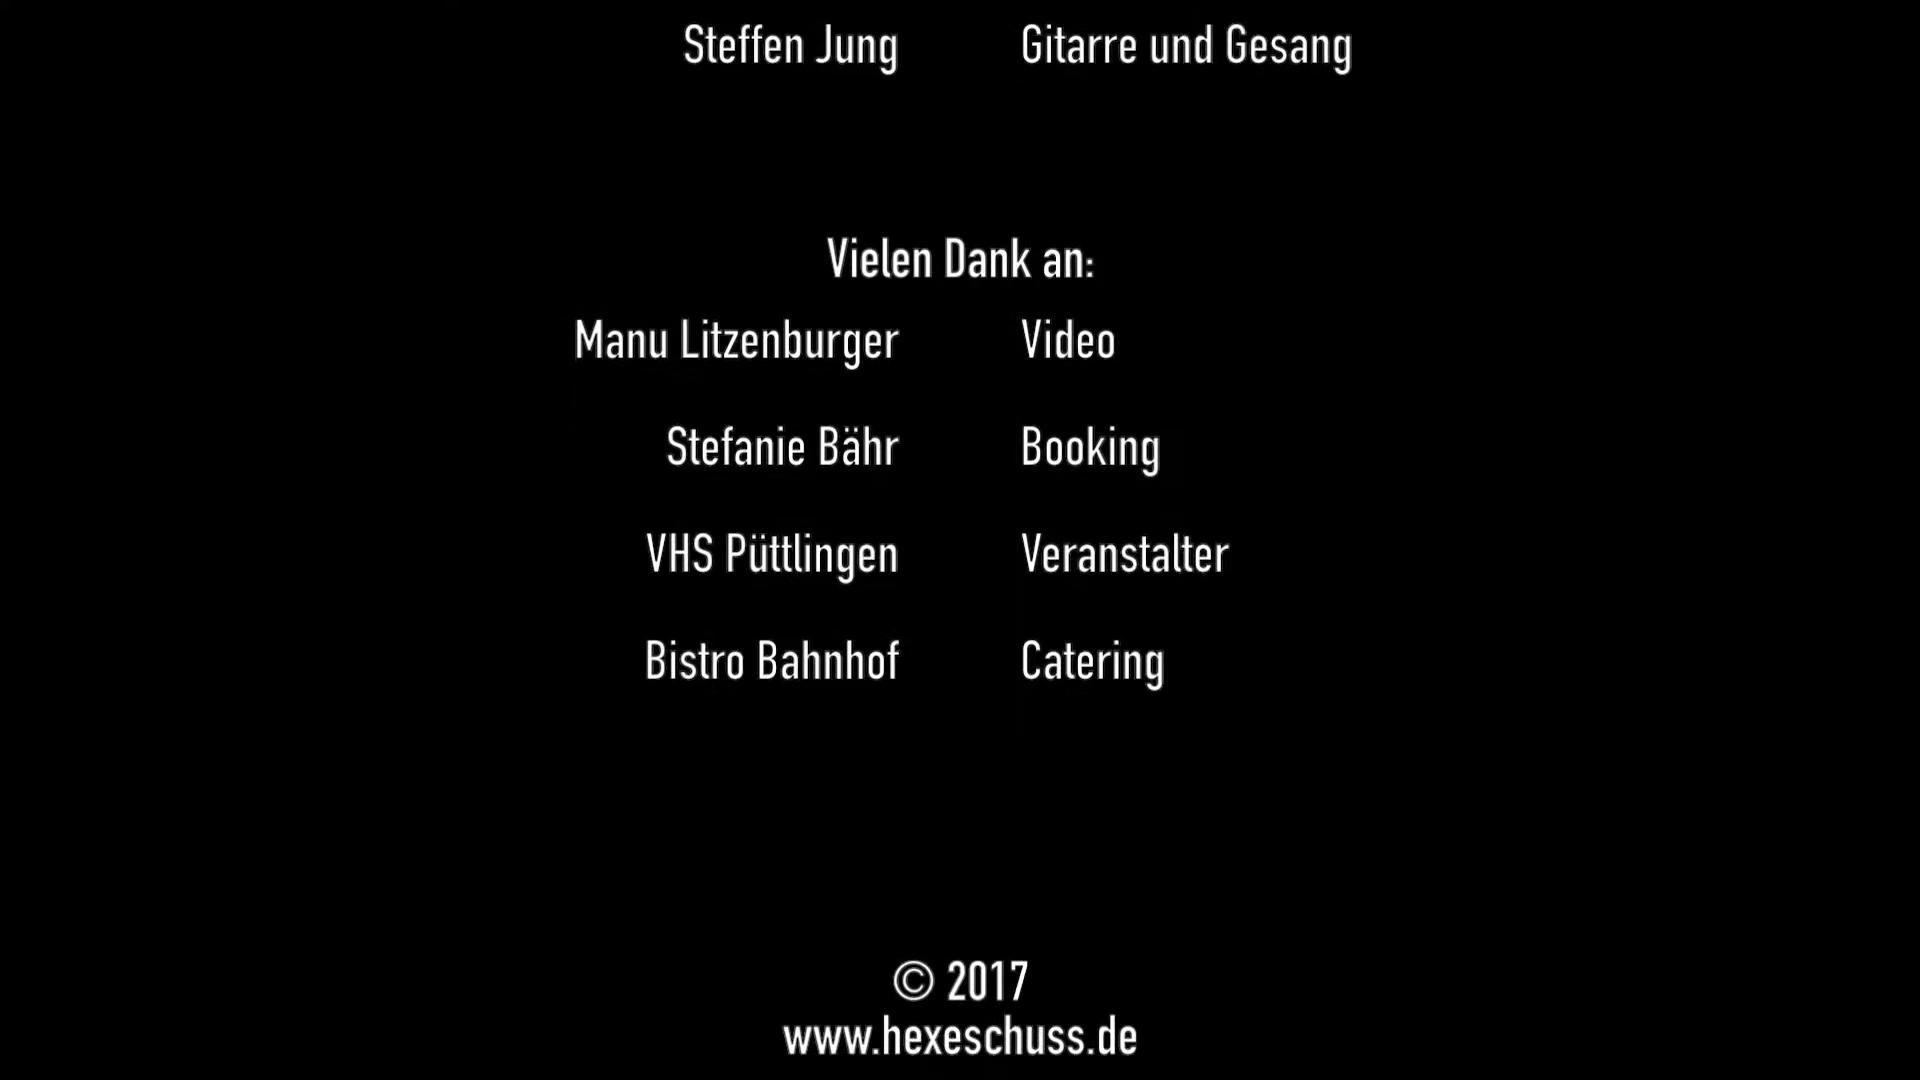 Steffen Jung Gitarre und Gesang
Vielen Dank an:
Manu Litzenburger Video
Stefanie Bähr Booking
VHS Püttlingen Veranstalter
Bistro Bahnhof Catering
© 2017
www.hexeschuss.de